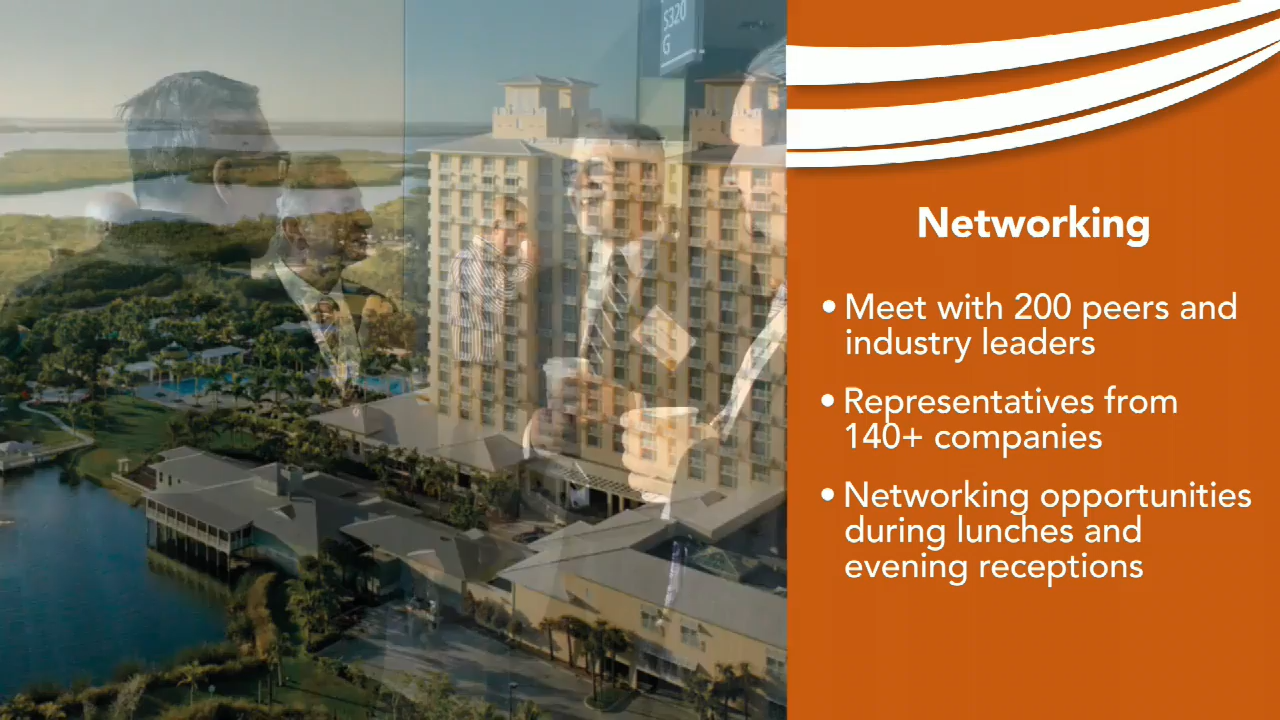 S320
G
Networking
• Meet with 200 peers and
industry leaders
• Representatives from
140+ companies
• Networking opportunities
during lunches and
evening receptions